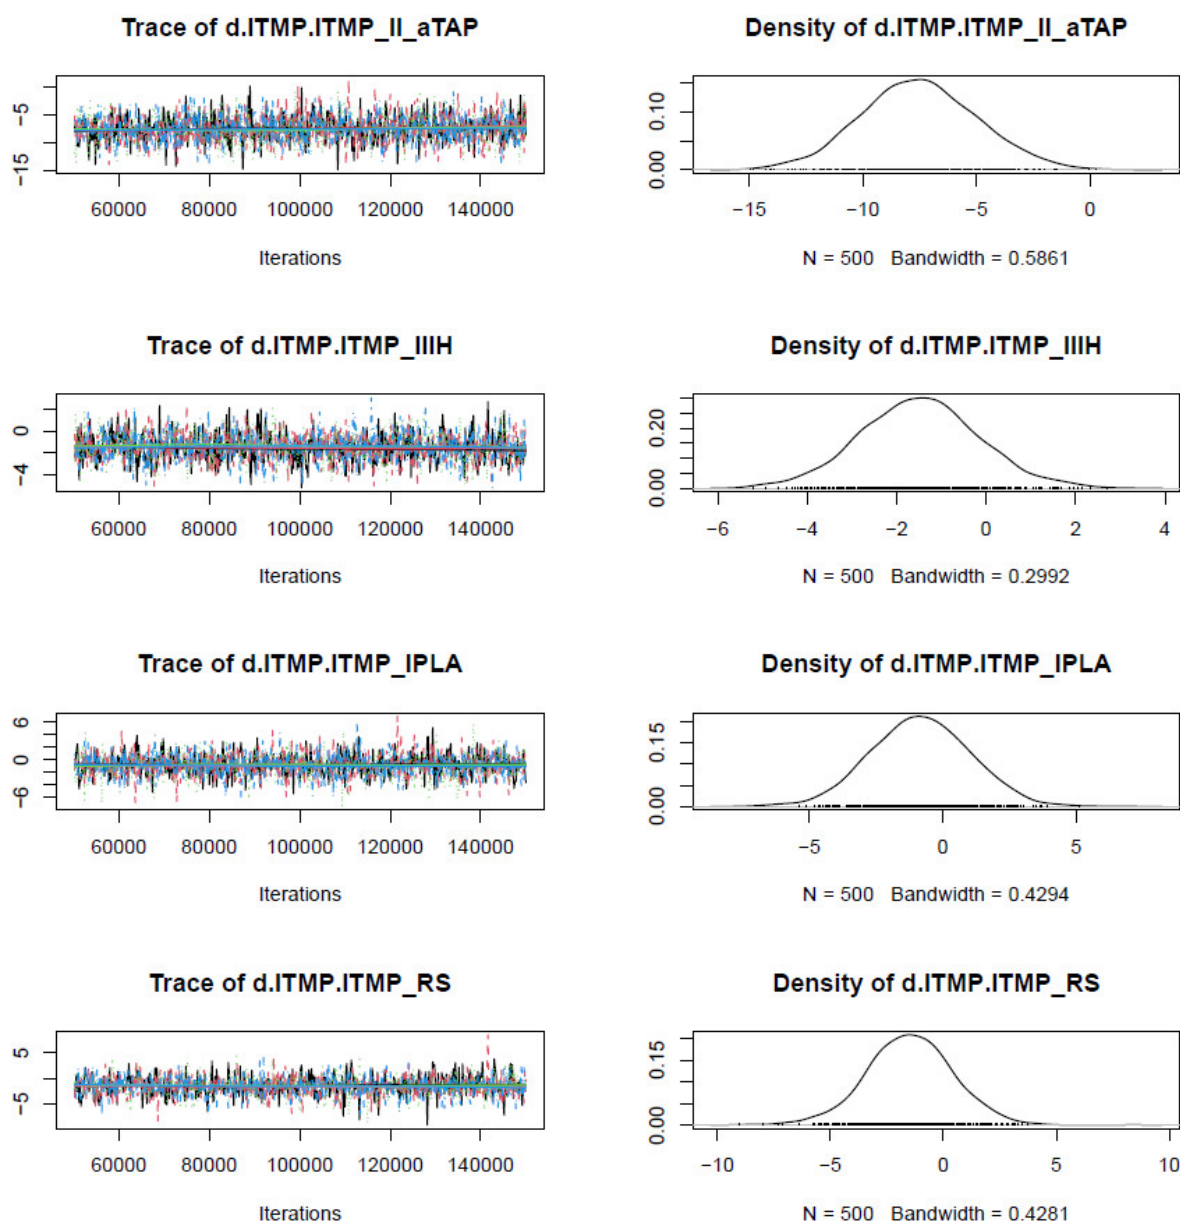 Trace of d.ITMP.ITMP_II_aTAP
Density of d.ITMP.ITMP_II_aTAP
−5
−15
60000 80000 100000 120000 140000
Iterations
0.10
0.00
−15 −10 −5 0
N = 500 Bandwidth = 0.5861
Trace of d.ITMP.ITMP_IIIH
Density of d.ITMP.ITMP_IIIH
0
−4
60000 80000 100000 120000 140000
Iterations
0.20
0.00
−6 −4 −2 0 2 4
N = 500 Bandwidth = 0.2992
Trace of d.ITMP.ITMP_IPLA
Density of d.ITMP.ITMP_IPLA
6
0
−6
60000 80000 100000 120000 140000
Iterations
0.15
0.00
−5 0 5
N = 500 Bandwidth = 0.4294
Trace of d.ITMP.ITMP_RS
Density of d.ITMP.ITMP_RS
5
−5
60000 80000 100000 120000 140000
Iterations
0.15
0.00
−10 −5 0 5 10
N = 500 Bandwidth = 0.4281